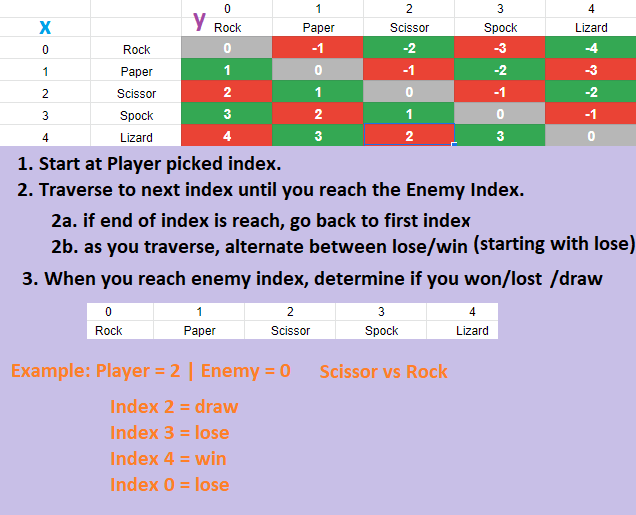 0 1 2 3 4
X y Rock Paper Scissor Spock Lizard
0 Rock 0 -1 -2 -3 -4
1 Paper 1 0 -1 -2 -3
2 Scissor 2 1 0 -1 -2
3 Spock 3 2 1 0 -1
4 Lizard 4 3 2 3 0
1. Start at Player picked index.
2. Traverse to next index until you reach the Enemy Index.
2a. if end of index is reach, go back to first index
2b. as you traverse, alternate between lose/win (starting with lose)
3. When you reach enemy index, determine if you won/lost /draw
0 1 2 3 4
Rock Paper Scissor Spock Lizard
Example: Player = 2 | Enemy = 0 Scissor vs Rock
Index 2 = draw
Index 3 = lose
Index 4 = win
Index 0 = lose